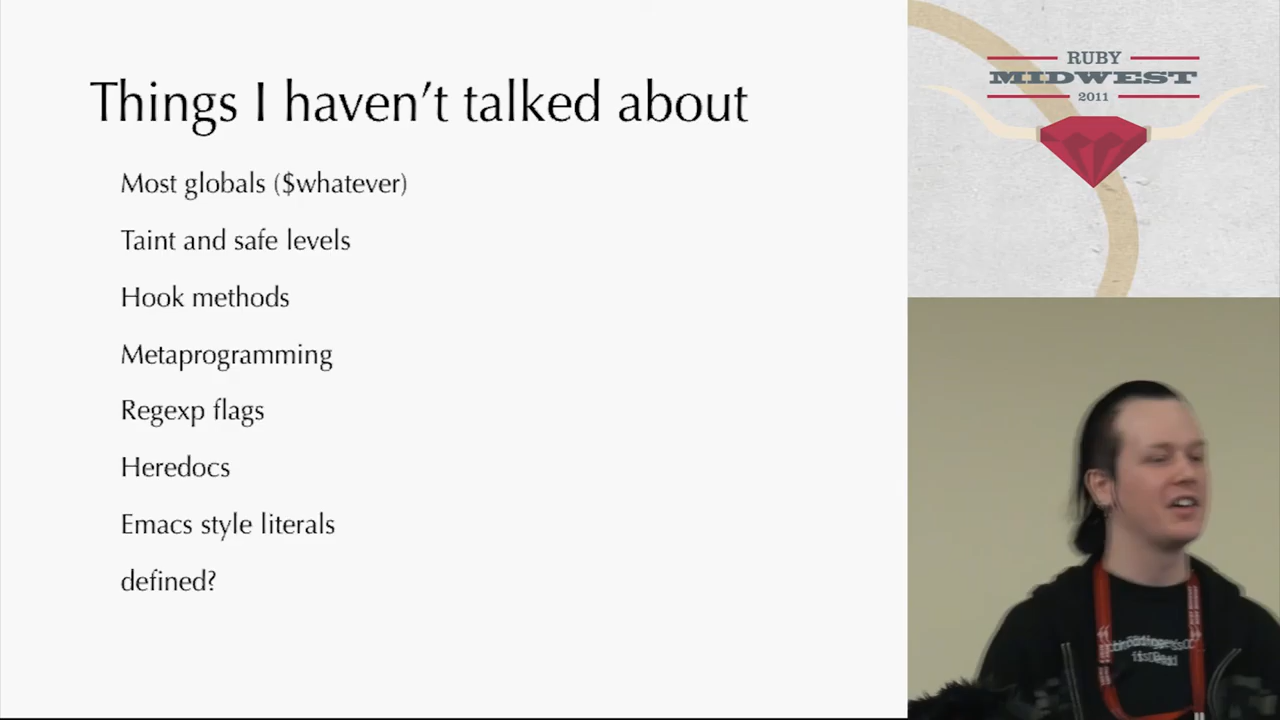 Things I haven’t talked about
Most globals ($whatever)
Taint and safe levels
Hook methods
Metaprogramming
Regexp flags
Heredocs
Emacs style literals
defined?
RUBY
MIDWEST
2011